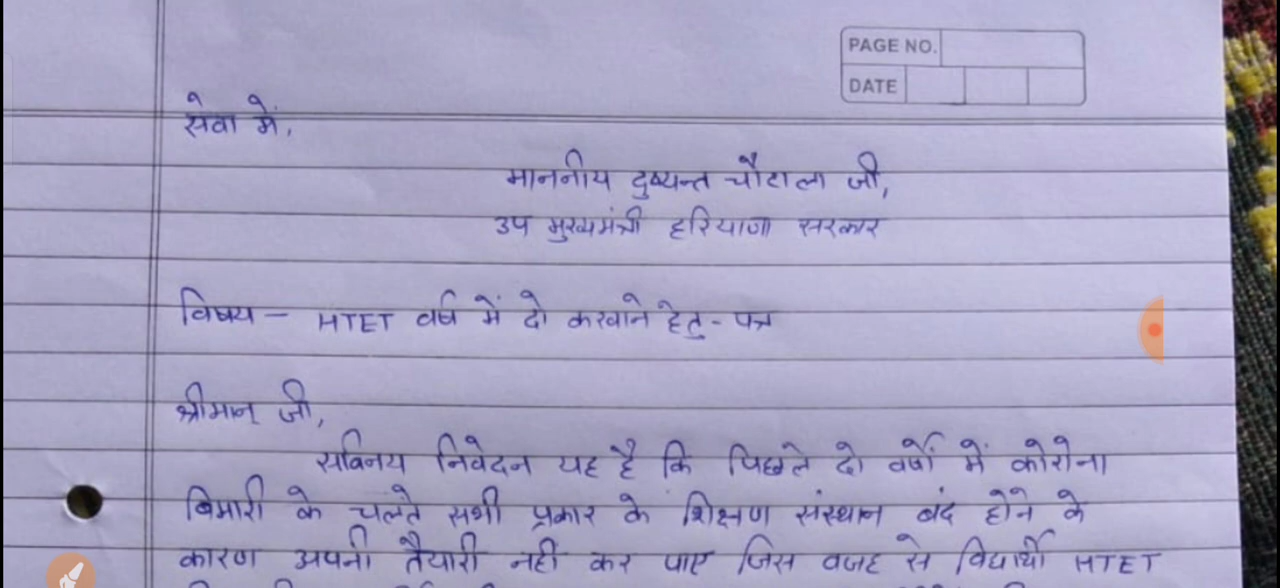 PAGE NO.
DATE
सेवा में,
माननीय दुष्यन्त चौटाला जी,
उप मुख्यमंत्री हरियाणा सरकार
विषय - HTET वर्ष में दो करवाने हेतु - पत्र
श्रीमान् जी,
सविनय निवेदन यह है कि पिछले दो वर्षों में कोरोना
बिमारी के चलते सभी प्रकार के शिक्षण संस्थान बंद होने के
कारण अपनी तैयारी नही कर पाए जिस वजह से विद्यार्थी HTET